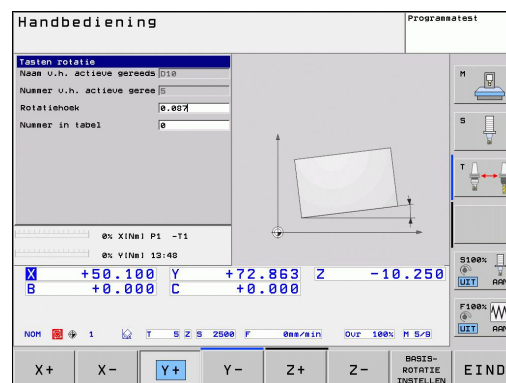 Handbediening
Programmatest
Tasten rotatie
Naam v.h. actieve gereeds D10
Nummer v.h. actieve geree 5
Rotatiehoek 0.087
Nummer in tabel 0
M
S
T
0% X[Nm] P1 -T1
0% Y[Nm] 13:48
X +50.100 Y +72.863 Z -10.250
B +0.000 C +0.000
S100%
UIT AAN
F100%
UIT AAN
NOM 1 T 5 Z S 2500 F 0mm/min Ovr 100% M 5/9
X+ X- Y+ Y- Z+ Z- BASIS-
ROTATIE
INSTELLEN
EIND